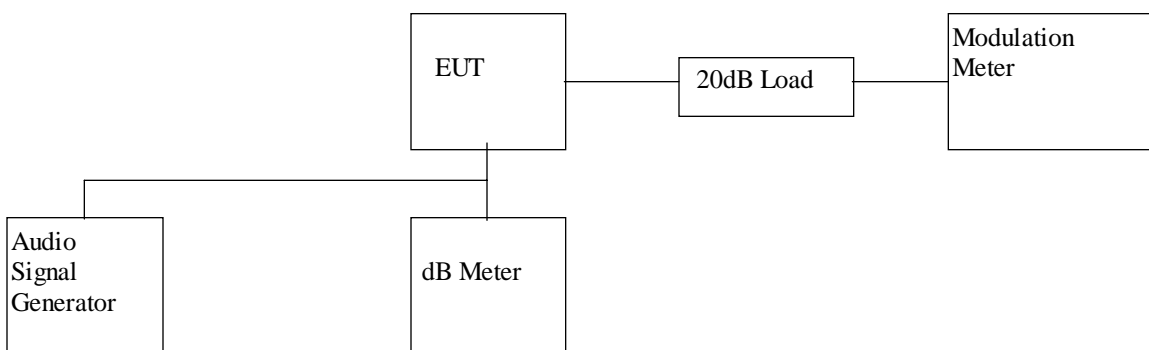 EUT
20dB Load
Modulation
Meter
Audio
Signal
Generator
dB Meter